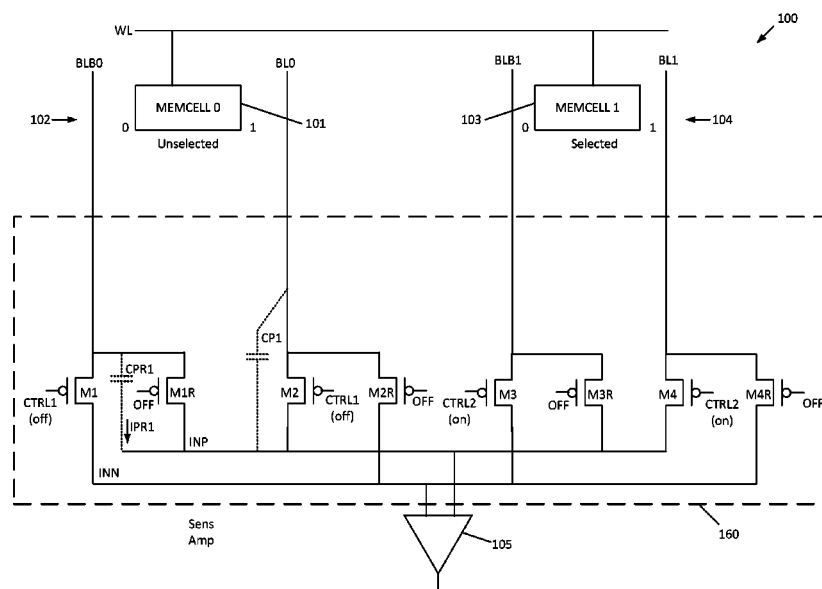 WL
100
BLB0
BL0
BLB1
BL1
MEMCELL 0
MEMCELL 1
102
0
1
101
103
0
1
104
Unselected
Selected
CP1
CPR1
M1
OFF
M1R
M2
CTRL1
(off)
M2R
OFF
CTRL2
(on)
M3
OFF
M3R
M4
CTRL2
(on)
M4R
OFF
CTRL1
(off)
IPR1
INP
INN
Sens
Amp
105
160